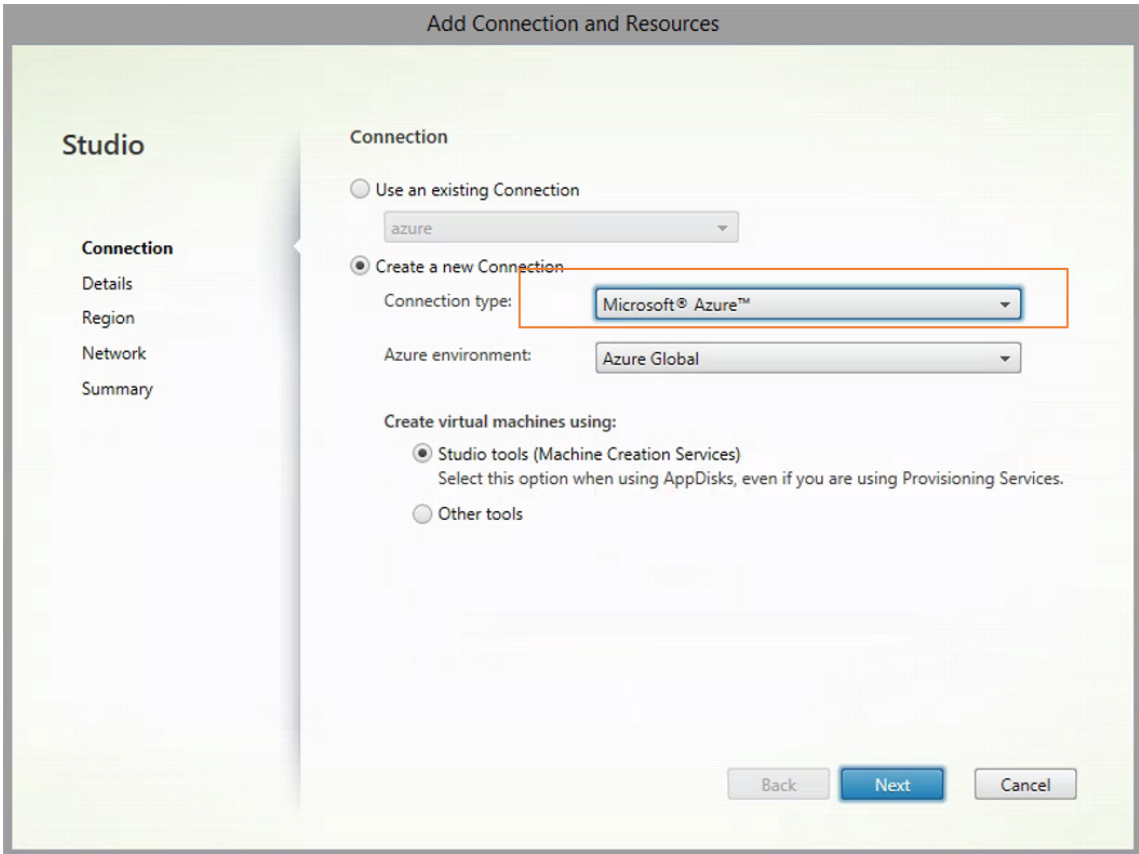 Add Connection and Resources
Studio
Connection
Details
Region
Network
Summary
Connection
Use an existing Connection
azure
Create a new Connection
Connection type:
Microsoft® Azure™
Azure environment:
Azure Global
Create virtual machines using:
Studio tools (Machine Creation Services)
Select this option when using AppDisks, even if you are using Provisioning Services.
Other tools
Back
Next
Cancel